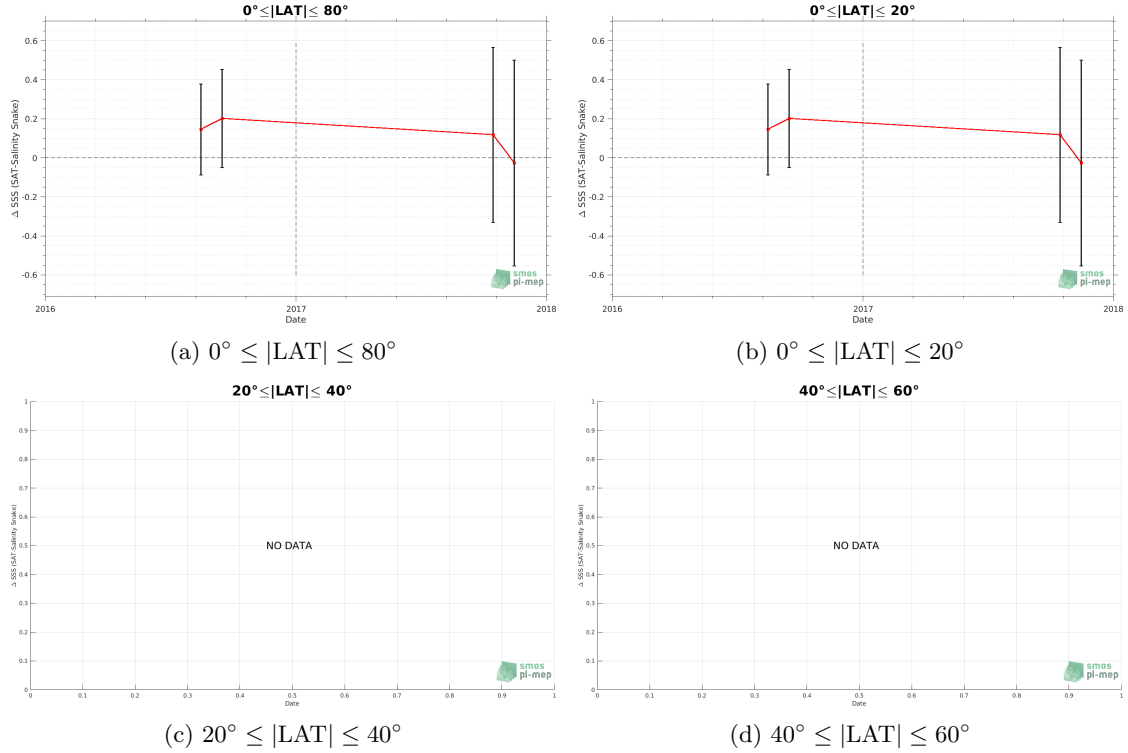 0°≤|LAT|≤ 80°
Δ SSS (SAT-Salinity Snake)
0.6
0.4
0.2
0
-0.2
-0.4
-0.6
2016
2017
2018
Date
smos
pi-mep
(a) 0° ≤ |LAT| ≤ 80°
0°≤|LAT|≤ 20°
Δ SSS (SAT-Salinity Snake)
0.6
0.4
0.2
0
-0.2
-0.4
-0.6
2016
2017
2018
Date
smos
pi-mep
(b) 0° ≤ |LAT| ≤ 20°
20°≤|LAT|≤ 40°
Δ SSS (SAT-Salinity Snake)
1
0.9
0.8
0.7
0.6
0.5
0.4
0.3
0.2
0.1
0
NO DATA
0 0.1 0.2 0.3 0.4 0.5 0.6 0.7 0.8 0.9 1
Date
smos
pi-mep
(c) 20° ≤ |LAT| ≤ 40°
40°≤|LAT|≤ 60°
Δ SSS (SAT-Salinity Snake)
1
0.9
0.8
0.7
0.6
0.5
0.4
0.3
0.2
0.1
0
NO DATA
0 0.1 0.2 0.3 0.4 0.5 0.6 0.7 0.8 0.9 1
Date
smos
pi-mep
(d) 40° ≤ |LAT| ≤ 60°